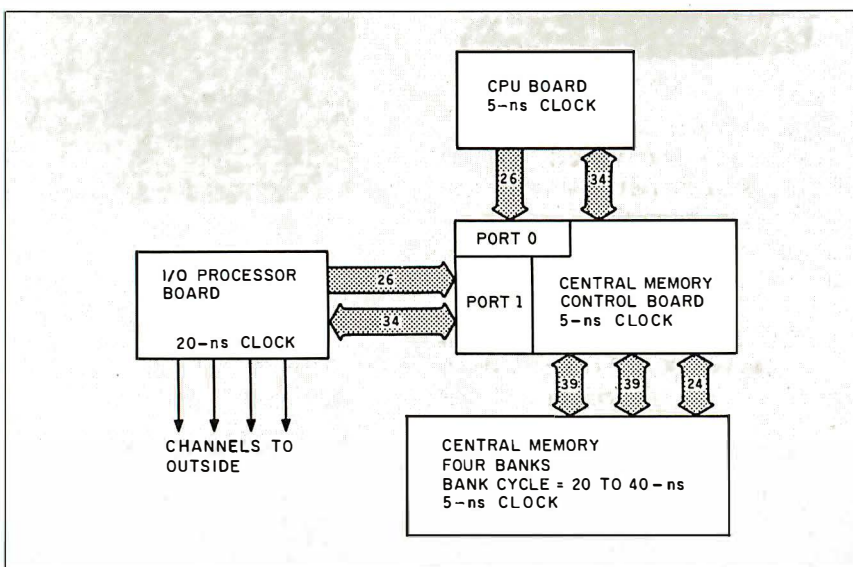 CPU BOARD
5-ns CLOCK
26
34
PORT 0
I/O PROCESSOR
BOARD
20-ns CLOCK
26
34
PORT 1
CENTRAL MEMORY
CONTROL BOARD
5-ns CLOCK
CHANNELS TO
OUTSIDE
39
39
24
CENTRAL MEMORY
FOUR BANKS
BANK CYCLE = 20 TO 40-ns
5-ns CLOCK